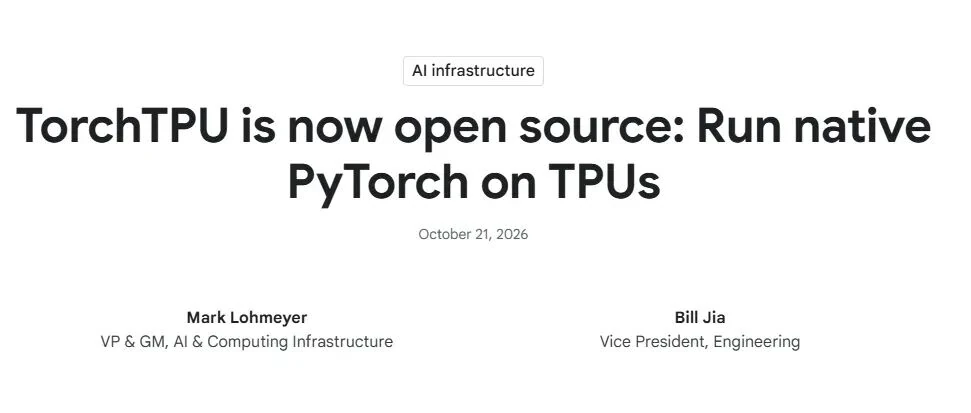 AI infrastructure
TorchTPU is now open source: Run native
PyTorch on TPUs
October 21, 2026
Mark Lohmeyer
VP & GM, AI & Computing Infrastructure
Bill Jia
Vice President, Engineering